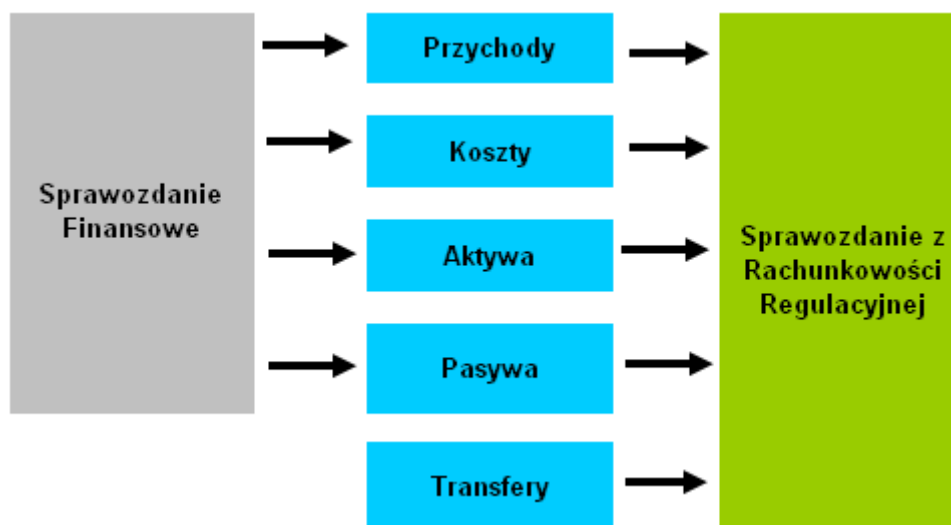 Sprawozdanie
Finansowe
Przychody
Koszty
Aktywa
Pasywa
Transfery
Sprawozdanie z
Rachunkowości
Regulacyjnej